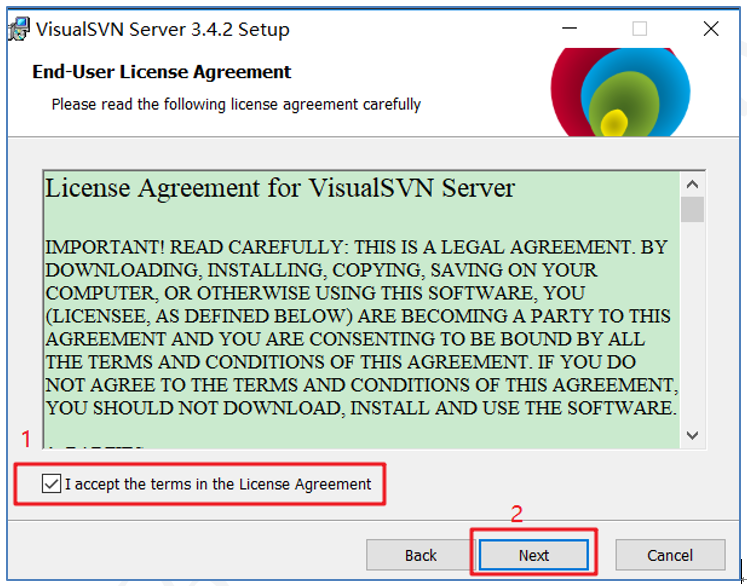 VisualSVN Server 3.4.2 Setup
End-User License Agreement
Please read the following license agreement carefully
License Agreement for VisualSVN Server
IMPORTANT! READ CAREFULLY: THIS IS A LEGAL AGREEMENT. BY
DOWNLOADING, INSTALLING, COPYING, SAVING ON YOUR
COMPUTER, OR OTHERWISE USING THIS SOFTWARE, YOU
(LICENSEE, AS DEFINED BELOW) ARE BECOMING A PARTY TO THIS
AGREEMENT AND YOU ARE CONSENTING TO BE BOUND BY ALL
THE TERMS AND CONDITIONS OF THIS AGREEMENT. IF YOU DO
NOT AGREE TO THE TERMS AND CONDITIONS OF THIS AGREEMENT,
YOU SHOULD NOT DOWNLOAD, INSTALL AND USE THE SOFTWARE.
1
I accept the terms in the License Agreement
2
Back Next Cancel